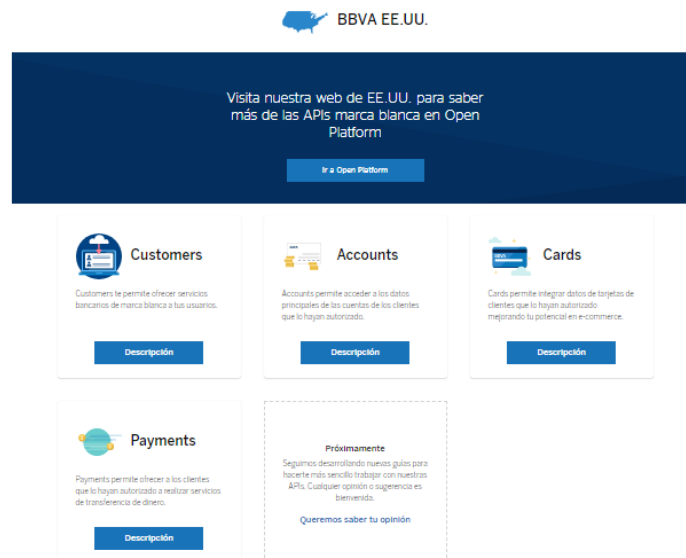 BBVA EE.UU.
Visita nuestra web de EE.UU. para saber
más de las APIs marca blanca en Open
Platform
Ir a Open Platform
Customers
Customers te permite ofrecer servicios
bancarios de marca blanca a tus usuarios.
Descripción
Accounts
Accounts permite acceder a los datos
principales de las cuentas de los clientes
que lo hayan autorizado.
Descripción
BBVA
Cards
Cards permite integrar datos de tarjetas de
clientes que lo hayan autorizado
mejorando tu potencial en e-commerce.
Descripción
Payments
Payments permite ofrecer a los clientes
que lo hayan autorizado a realizar servicios
de transferencia de dinero.
Descripción
Próximamente
Seguimos desarrollando nuevas guías para
hacerte más sencillo trabajar con nuestras
APIs, Cualquier opinión o sugerencia es
bienvenida.
Queremos saber tu opinión